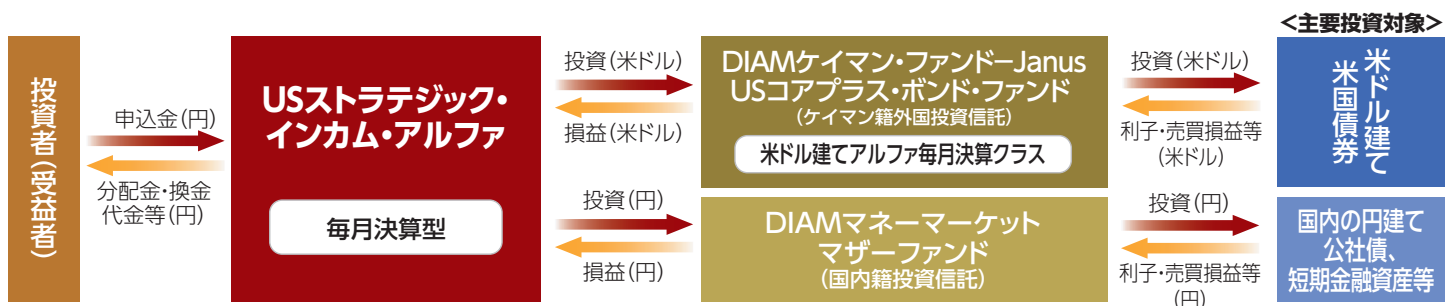 <主要投資対象>
投資者(受益者)
申込金(円)
分配金・換金
代金等(円)
USストラテジック・
インカム・アルファ
毎月決算型
投資(米ドル)
損益(米ドル)
投資(円)
損益(円)
DIAMケイマン・ファンドーJanus
USコアプラス・ボンド・ファンド
(ケイマン籍外国投資信託)
米ドル建てアルファ毎月決算クラス
DIAMマネーマーケット
マザーファンド
(国内籍投資信託)
投資(米ドル)
利子・売買損益等
(米ドル)
投資(円)
利子・売買損益等
(円)
米ドル建て
米国債券
国内の円建て
公社債、
短期金融資産等